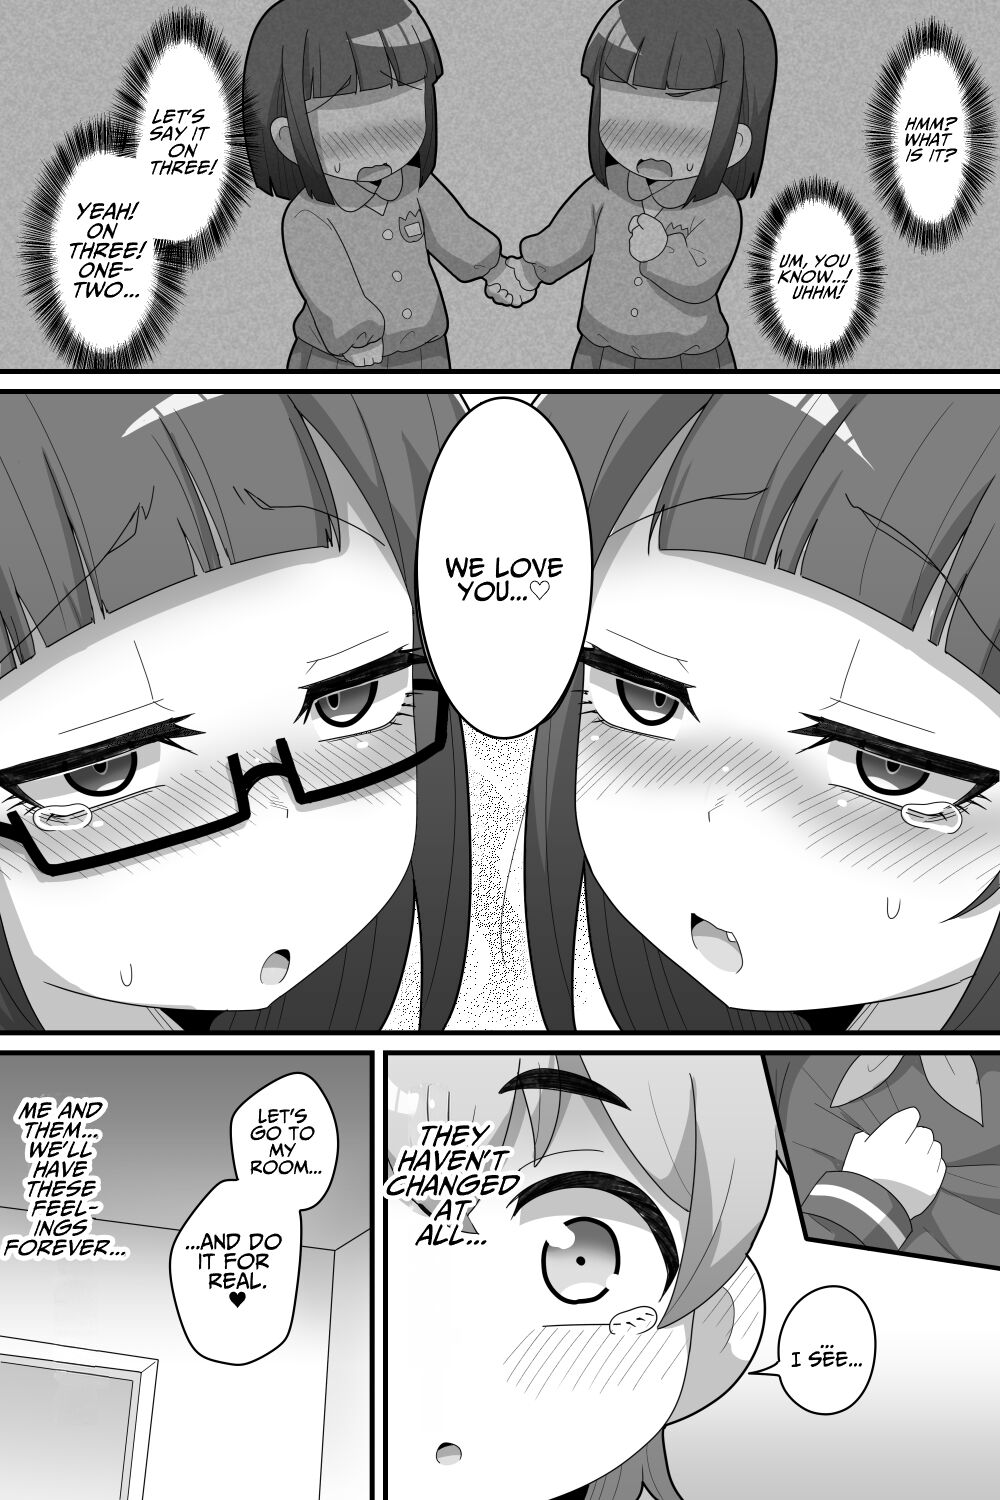 HMM?
WHAT
IS IT?
UM, YOU
KNOW...!
UHHM!
LET'S
SAY IT
ON
THREE!
YEAH!
ON
THREE!
ONE-
TWO...
WE LOVE
YOU...♡
...
I SEE...
THEY
HAVEN'T
CHANGED
AT
ALL...
LET'S
GO TO
MY
ROOM...
...AND DO
IT FOR
REAL.
♥
ME AND
THEM...
WE'LL
HAVE
THESE
FEEL-
INGS
FOREVER...